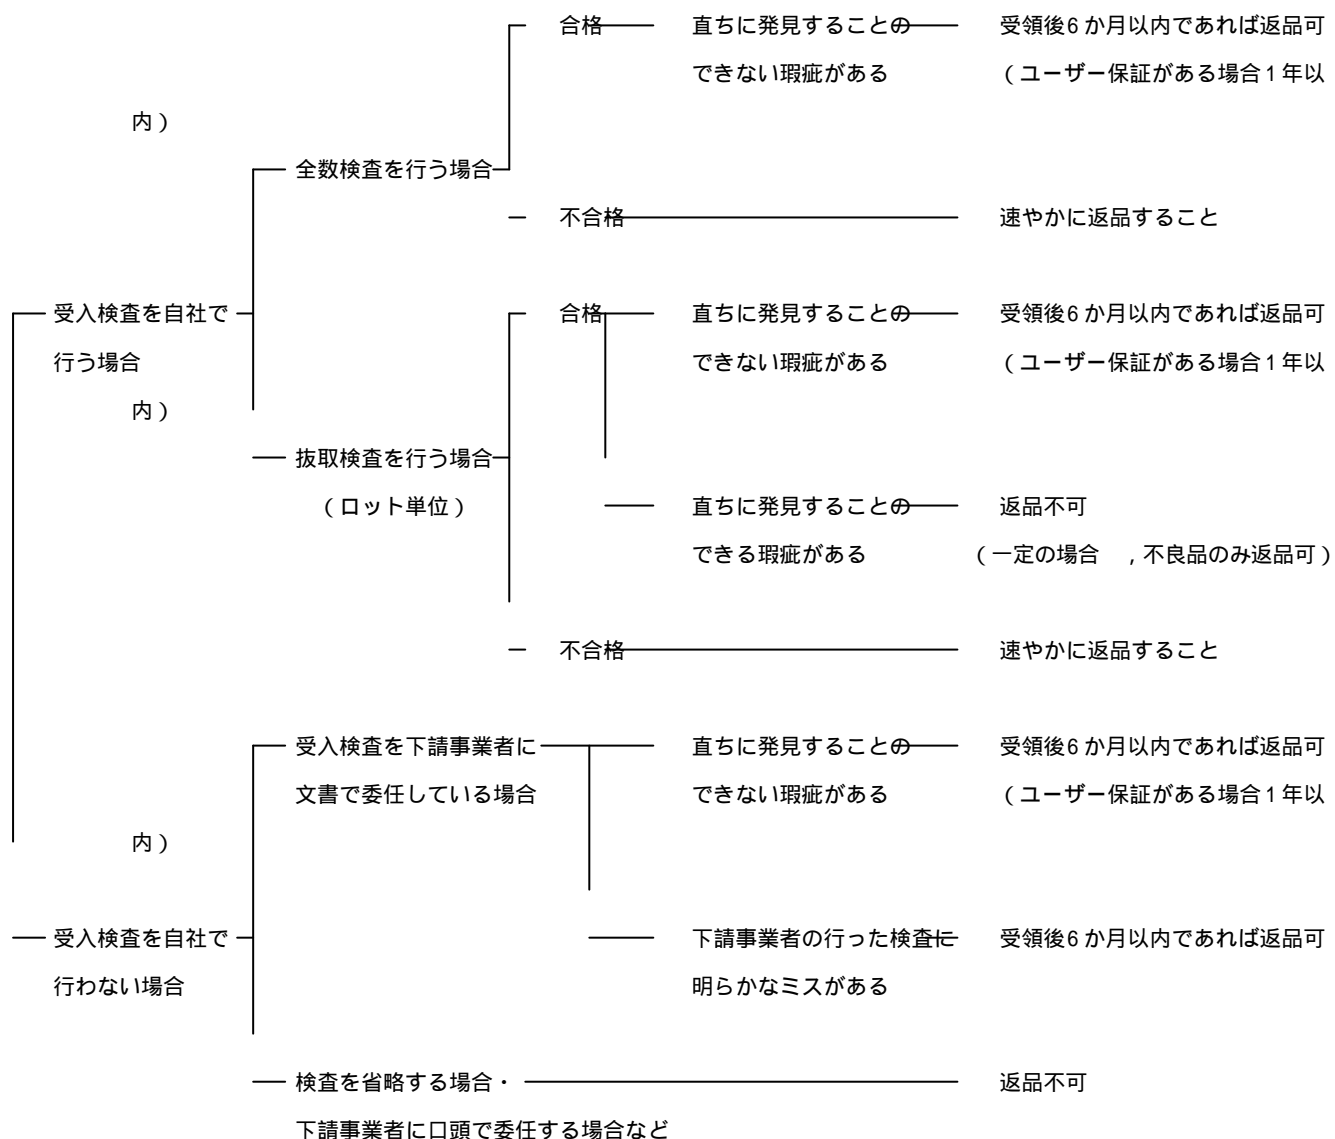 合格 直ちに発見することの 受領後6か月以内であれば返品可
できない瑕疵がある (ユーザー保証がある場合1年以
内)
全数検査を行う場合
不合格 速やかに返品すること
受入検査を自社で 合格 直ちに発見することの 受領後6か月以内であれば返品可
行う場合 できない瑕疵がある (ユーザー保証がある場合1年以
内)
抜取検査を行う場合
(ロット単位) 直ちに発見することの 返品不可
できる瑕疵がある (一定の場合 ,不良品のみ返品可)
不合格 速やかに返品すること
受入検査を下請事業者に 直ちに発見することの 受領後6か月以内であれば返品可
文書で委任している場合 できない瑕疵がある (ユーザー保証がある場合1年以
内)
受入検査を自社で 下請事業者の行った検査に 受領後6か月以内であれば返品可
行わない場合 明らかなミスがある
検査を省略する場合・ 返品不可
下請事業者に口頭で委任する場合など